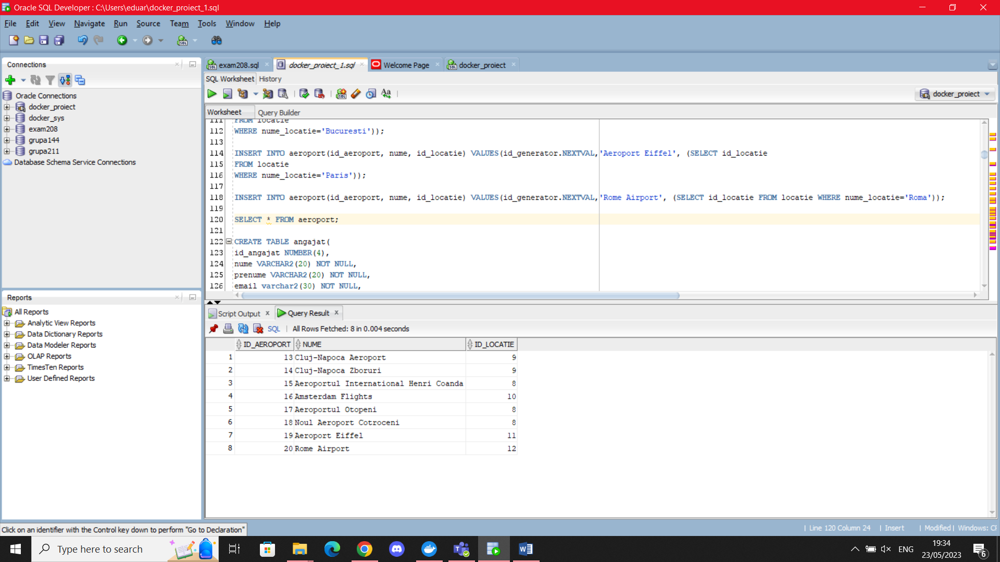 Oracle SQL Developer : C:\Users\eduar\docker_proiect_1.sql
File Edit View Navigate Run Source Team Tools Window Help
Connections
Oracle Connections
docker_proiect
docker_sys
exam208
grupa144
grupa211
Database Schema Service Connections
Reports
All Reports
Analytic View Reports
Data Dictionary Reports
Data Modeler Reports
OLAP Reports
TimesTen Reports
User Defined Reports
exam208.sql docker_proiect_1.sql Welcome Page docker_proiect
SQL Worksheet History
docker_proiect
Worksheet Query Builder
111 FROM locatie
112 WHERE nume_locatie='Bucuresti'));
113
114 INSERT INTO aeroport(id_aeroport, nume, id_locatie) VALUES(id_generator.NEXTVAL,'Aeroport Eiffel', (SELECT id_locatie
115 FROM locatie
116 WHERE nume_locatie='Paris'));
117
118 INSERT INTO aeroport(id_aeroport, nume, id_locatie) VALUES(id_generator.NEXTVAL,'Rome Airport', (SELECT id_locatie FROM locatie WHERE nume_locatie='Roma'));
119
120 SELECT * FROM aeroport;
121
122 CREATE TABLE angajat(
123 id_angajat NUMBER(4),
124 nume VARCHAR2(20) NOT NULL,
125 prenume VARCHAR2(20) NOT NULL,
126 email varchar2(30) NOT NULL,
Script Output Query Result
SQL All Rows Fetched: 8 in 0.004 seconds
ID_AEROPORT NUME ID_LOCATIE
1 13 Cluj-Napoca Aeroport 9
2 14 Cluj-Napoca Zboruri 9
3 15 Aeroportul International Henri Coanda 8
4 16 Amsterdam Flights 10
5 17 Aeroportul Otopeni 8
6 18 Noul Aeroport Cotroceni 8
7 19 Aeroport Eiffel 11
8 20 Rome Airport 12
Click on an identifier with the Control key down to perform "Go to Declaration"
Line 120 Column 24 Insert Modified Windows:
Type here to search
ENG
19:34
23/05/2023
6